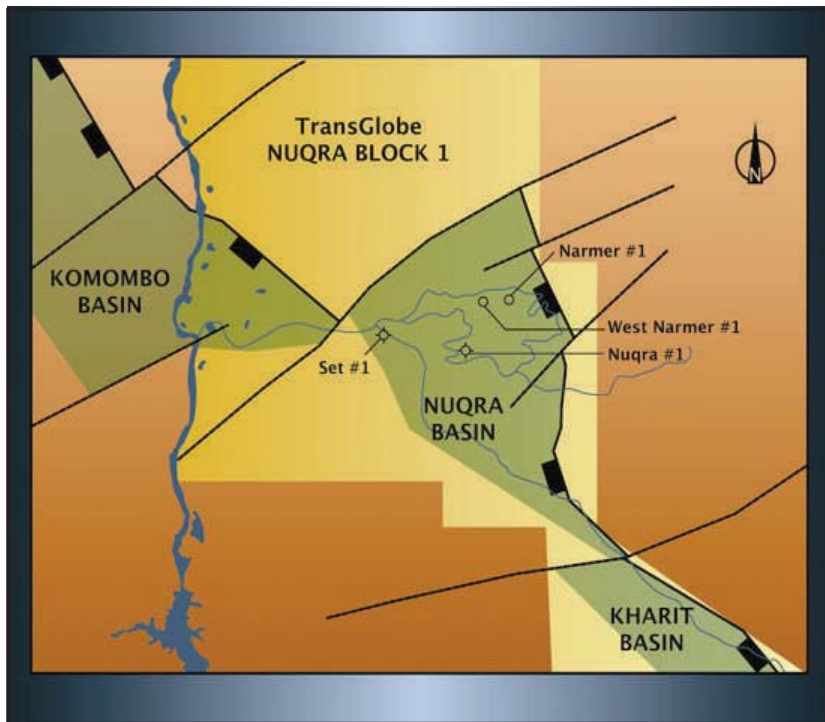 TransGlobe
NUQRA BLOCK 1
N
KOMOMBO
BASIN
Narmer #1
West Narmer #1
Nuqra #1
Set #1
NUQRA
BASIN
KHARIT
BASIN